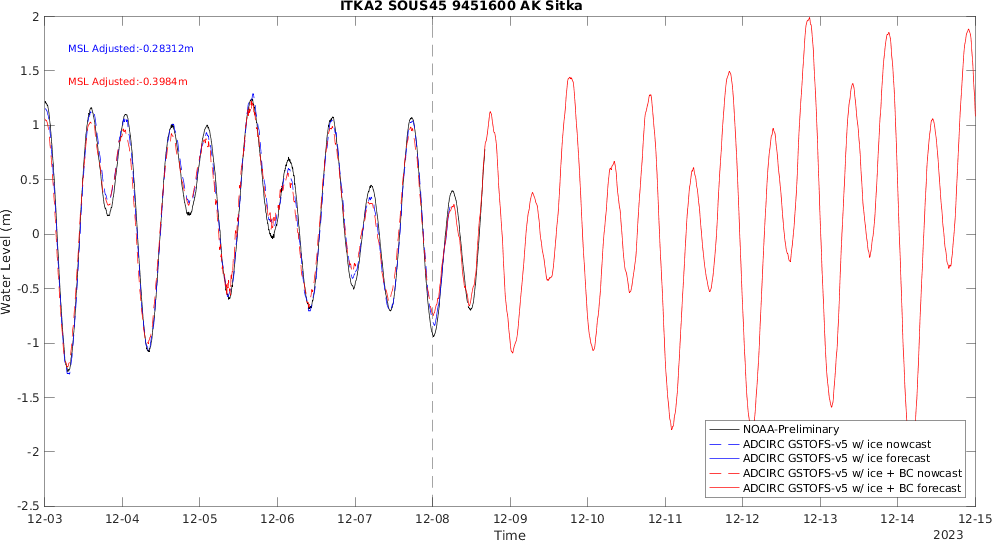 ITKA2 SOUS45 9451600 AK Sitka
MSL Adjusted:-0.28312m
MSL Adjusted:-0.3984m
Water Level (m)
2
1.5
1
0.5
0
-0.5
-1
-1.5
-2
-2.5
NOAA-Preliminary
ADCIRC GSTOFS-v5 w/ ice nowcast
ADCIRC GSTOFS-v5 w/ ice forecast
ADCIRC GSTOFS-v5 w/ ice + BC nowcast
ADCIRC GSTOFS-v5 w/ ice + BC forecast
12-03 12-04 12-05 12-06 12-07 12-08 12-09 12-10 12-11 12-12 12-13 12-14 12-15
Time
2023